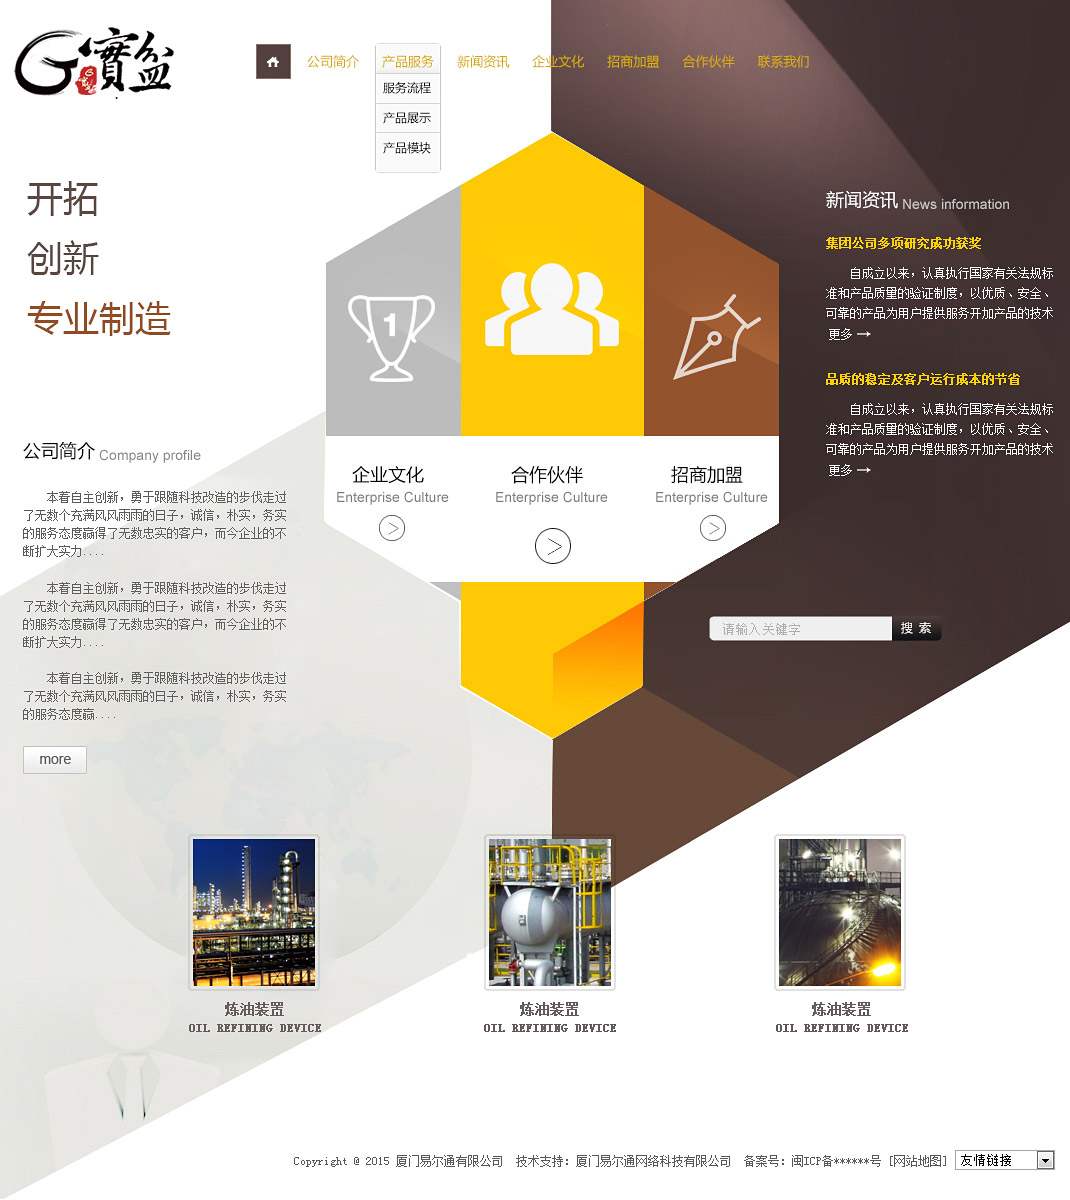 G寶盆
公司简介
产品服务
新闻资讯
企业文化
招商加盟
合作伙伴
联系我们
服务流程
产品展示
产品模块
开拓
创新
专业制造
新闻资讯 News information
集团公司多项研究成功获奖
自成立以来，认真执行国家有关法规标
准和产品质量的验证制度，以优质、安全、
可靠的产品为用户提供服务开加产品的技术
更多 →
品质的稳定及客户运行成本的节省
自成立以来，认真执行国家有关法规标
准和产品质量的验证制度，以优质、安全、
可靠的产品为用户提供服务开加产品的技术
更多 →
1
企业文化
Enterprise Culture
合作伙伴
Enterprise Culture
招商加盟
Enterprise Culture
公司简介 Company profile
本着自主创新，勇于跟随科技改造的步伐走过
了无数个充满风风雨雨的日子，诚信，朴实，务实
的服务态度赢得了无数忠实的客户，而今企业的不
断扩大实力....
本着自主创新，勇于跟随科技改造的步伐走过
了无数个充满风风雨雨的日子，诚信，朴实，务实
的服务态度赢得了无数忠实的客户，而今企业的不
断扩大实力....
本着自主创新，勇于跟随科技改造的步伐走过
了无数个充满风风雨雨的日子，诚信，朴实，务实
的服务态度赢....
more
请输入关键字
搜 索
炼油装置
OIL REFINING DEVICE
炼油装置
OIL REFINING DEVICE
炼油装置
OIL REFINING DEVICE
Copyright @ 2015 厦门易尔通有限公司 技术支持：厦门易尔通网络科技有限公司 备案号：闽ICP备******号 [网站地图] 友情链接